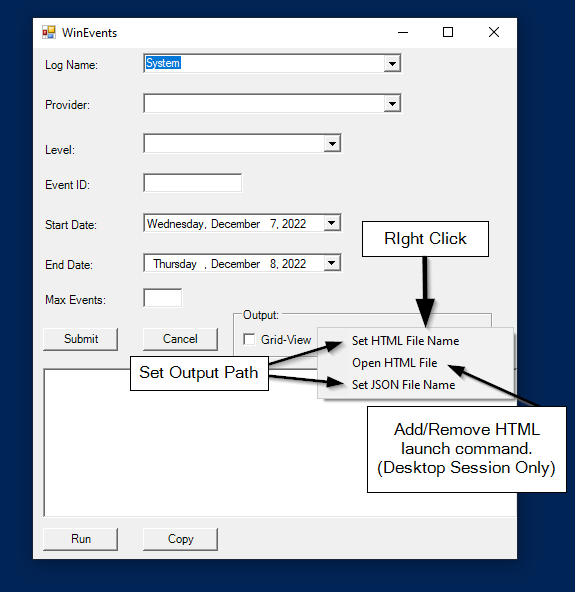 WinEvents
Log Name:
System
Provider:
Level:
Event ID:
Start Date:
Wednesday, December 7, 2022
RIght Click
End Date:
Thursday , December 8, 2022
Max Events:
Output:
Submit
Cancel
Grid-View
Set HTML File Name
Open HTML File
Set JSON File Name
Set Output Path
Add/Remove HTML
launch command.
(Desktop Session Only)
Run
Copy